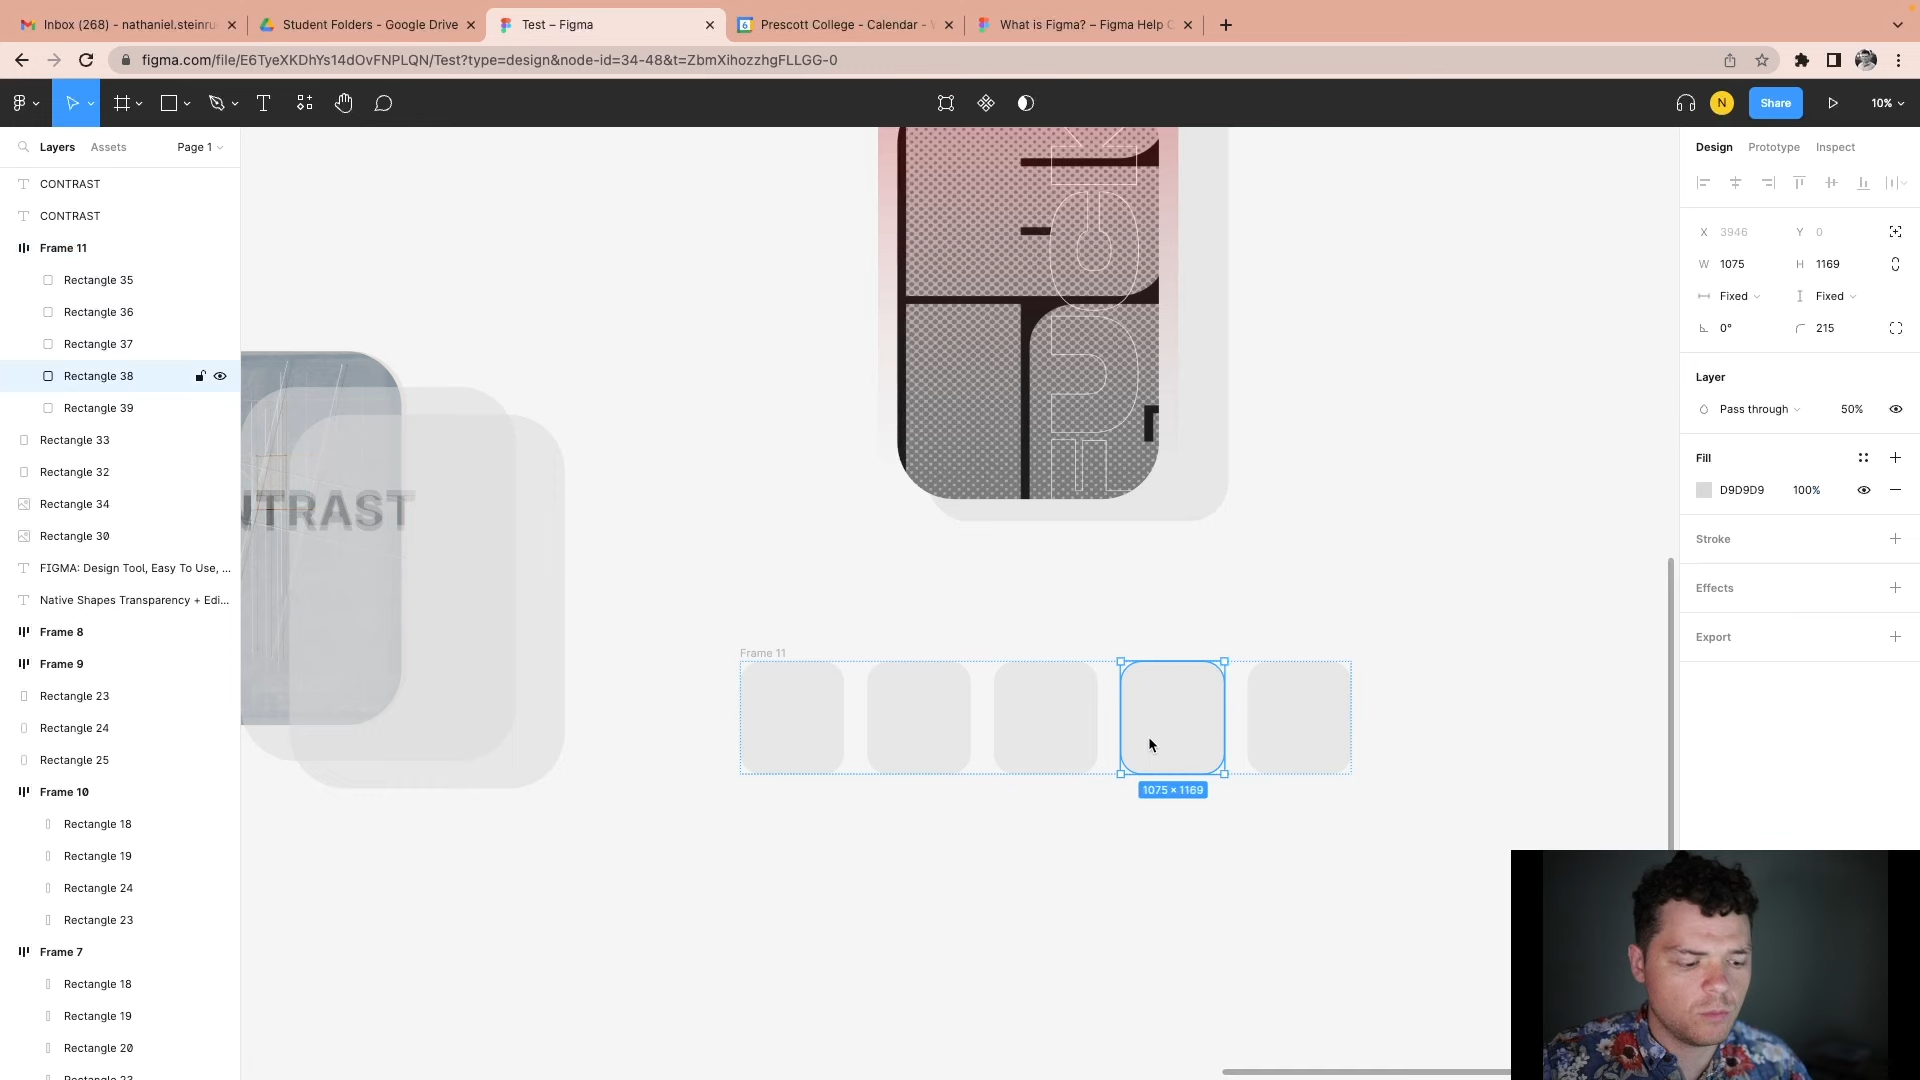 Inbox (268) - nathaniel.steinru
Student Folders - Google Drive
Test – Figma
Prescott College - Calendar -
What is Figma? – Figma Help C
figma.com/file/E6TyeXKDhYs14dOvFNPLQN/Test?type=design&node-id=34-48&t=ZbmXihozzhgFLLGG-0
N
Share
10%
Layers
Assets
Page 1
CONTRAST
CONTRAST
Frame 11
Rectangle 35
Rectangle 36
Rectangle 37
Rectangle 38
Rectangle 39
Rectangle 33
Rectangle 32
Rectangle 34
Rectangle 30
FIGMA: Design Tool, Easy To Use, ...
Native Shapes Transparency + Edi...
Frame 8
Frame 9
Rectangle 23
Rectangle 24
Rectangle 25
Frame 10
Rectangle 18
Rectangle 19
Rectangle 24
Rectangle 23
Frame 7
Rectangle 18
Rectangle 19
Rectangle 20
Rectangle 23
NTRAST
Frame 11
1075 × 1169
Design
Prototype
Inspect
X 3946
Y 0
W 1075
H 1169
Fixed
Fixed
0°
215
Layer
Pass through
50%
Fill
D9D9D9
100%
Stroke
Effects
Export